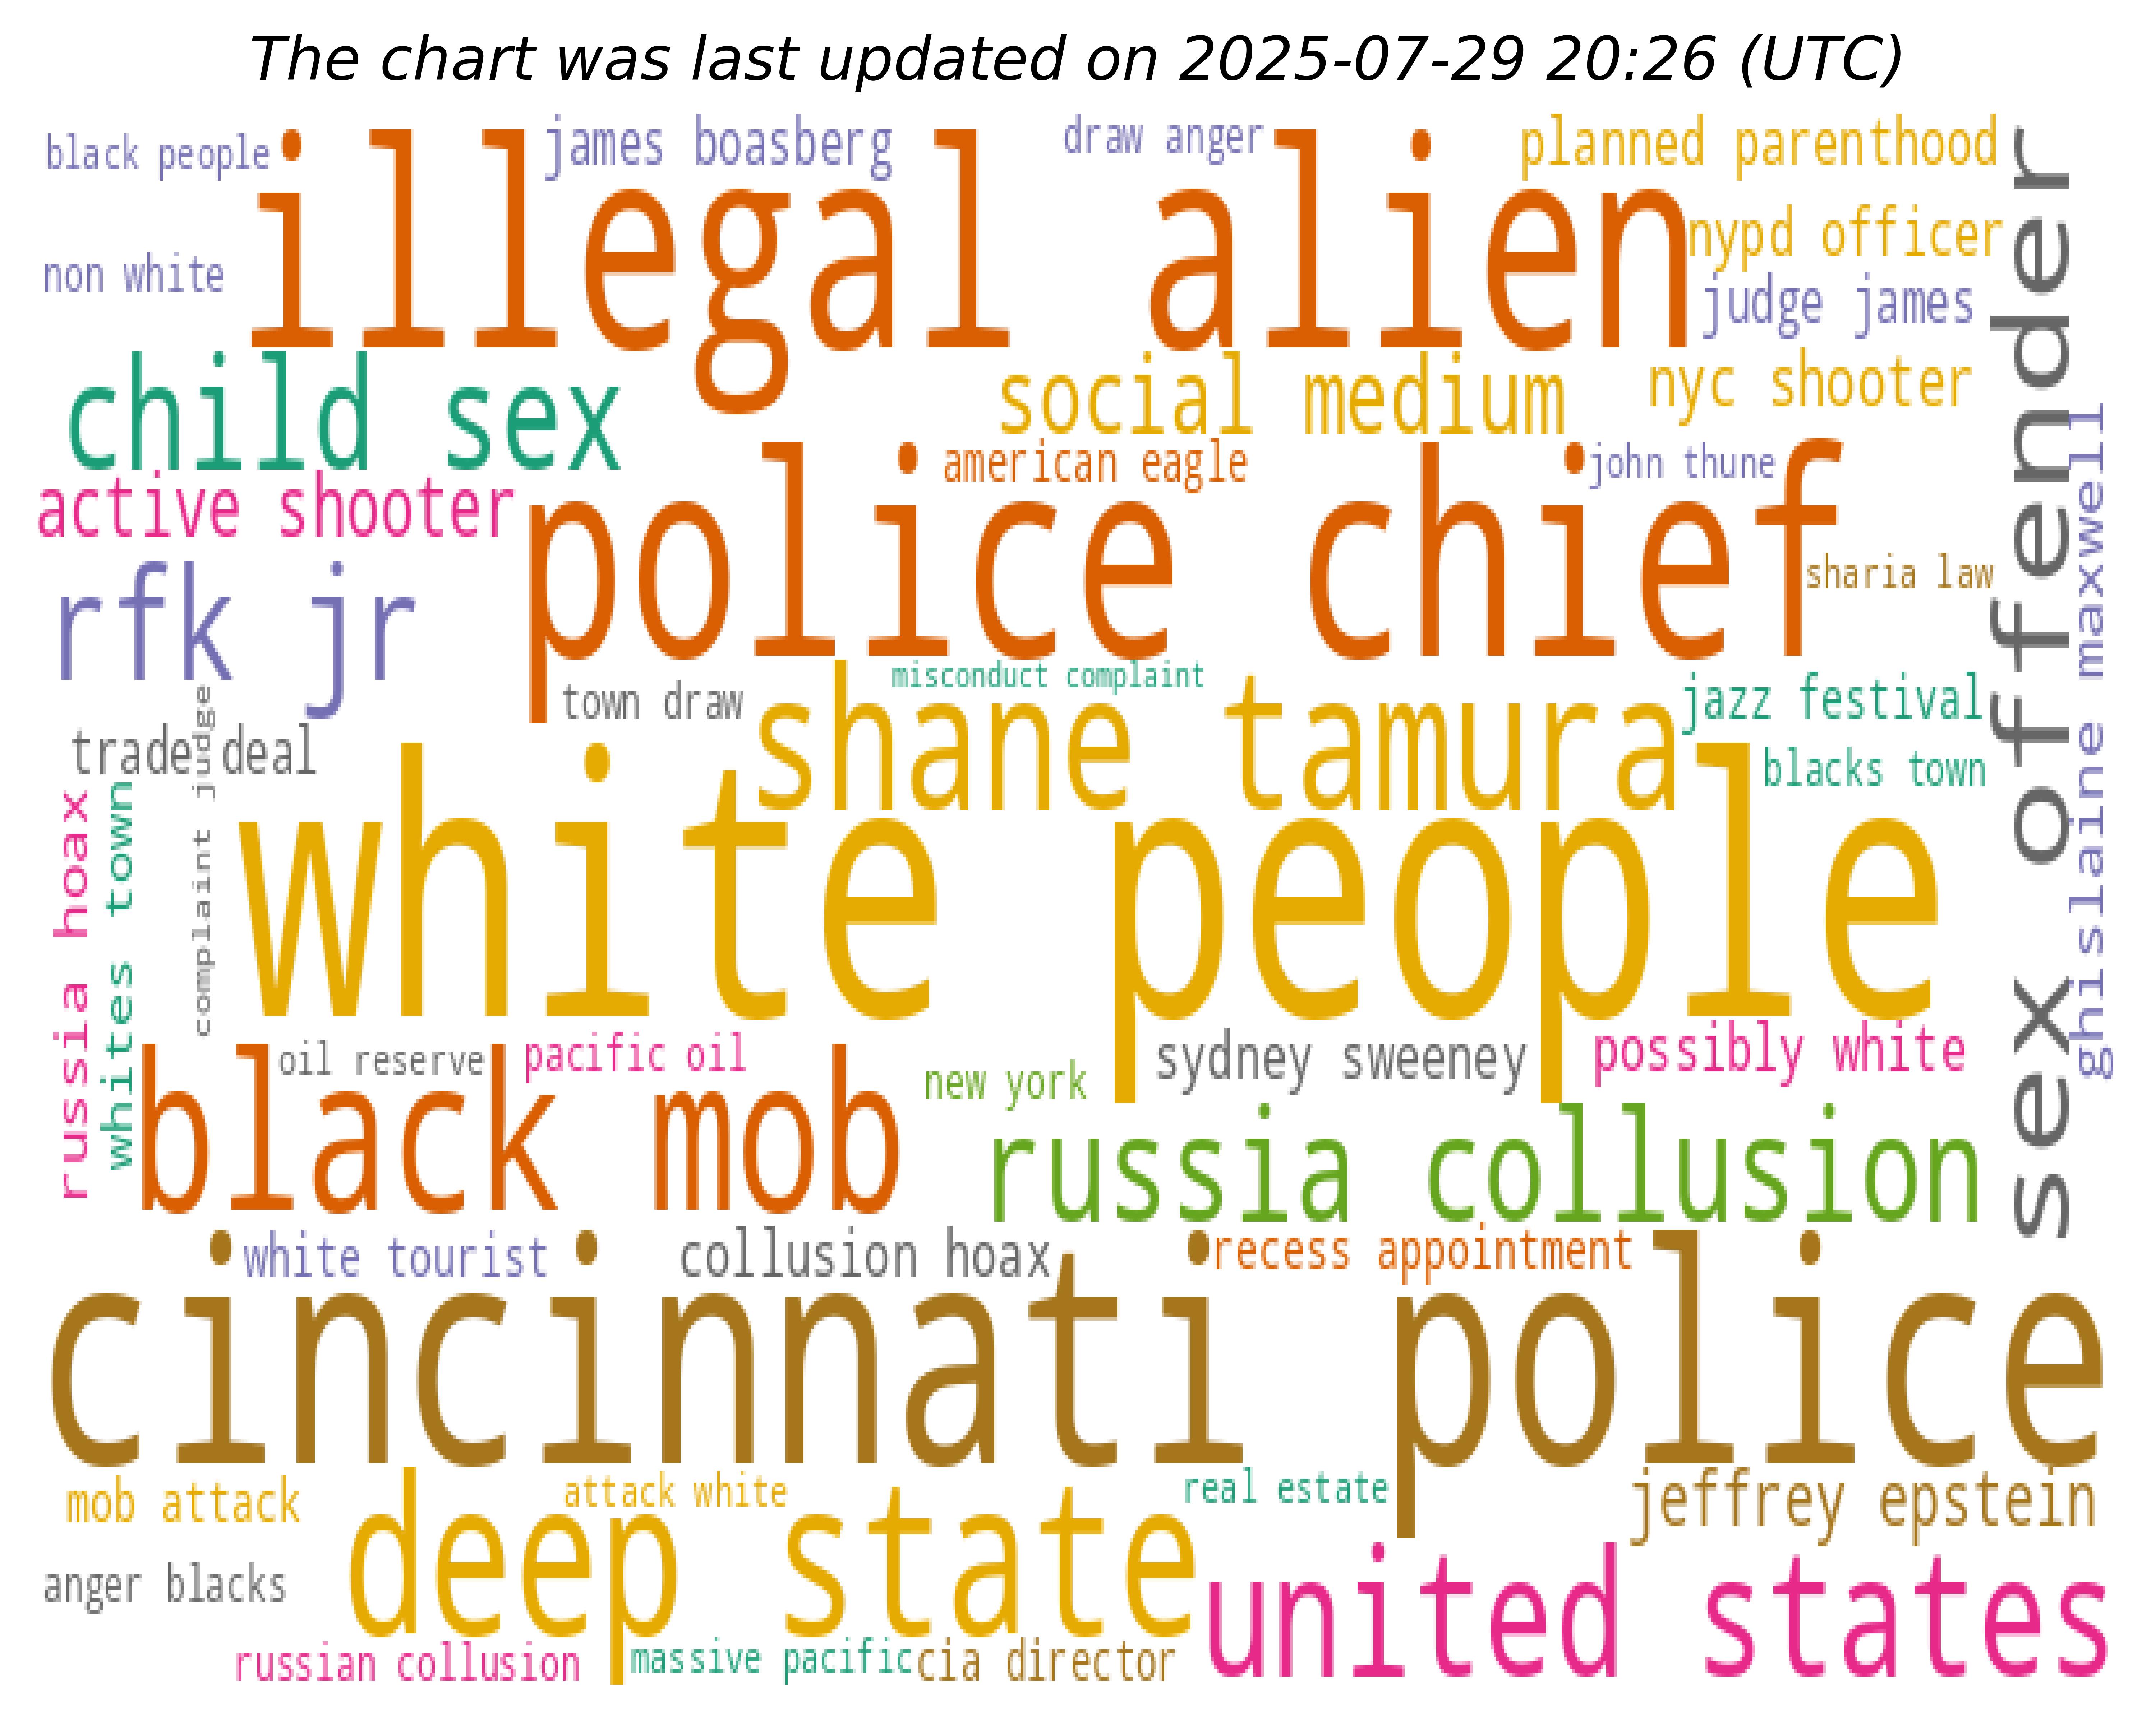 The chart was last updated on 2025-07-29 20:26 (UTC)
black people
james boasberg
draw anger
planned parenthood
illegal alien
nypd officer
non white
judge james
sex offender
child sex
social medium
nyc shooter
american eagle
john thune
active shooter
police chief
ghislaine maxwell
sharia law
rfk jr
misconduct complaint
town draw
shane tamura
jazz festival
trade deal
complaint judge
blacks town
russia hoax
whites town
white people
oil reserve
pacific oil
new york
sydney sweeney
possibly white
black mob
russia collusion
white tourist
collusion hoax
recess appointment
cincinnati police
mob attack
attack white
real estate
jeffrey epstein
deep state
anger blacks
united states
russian collusion
massive pacific
cia director